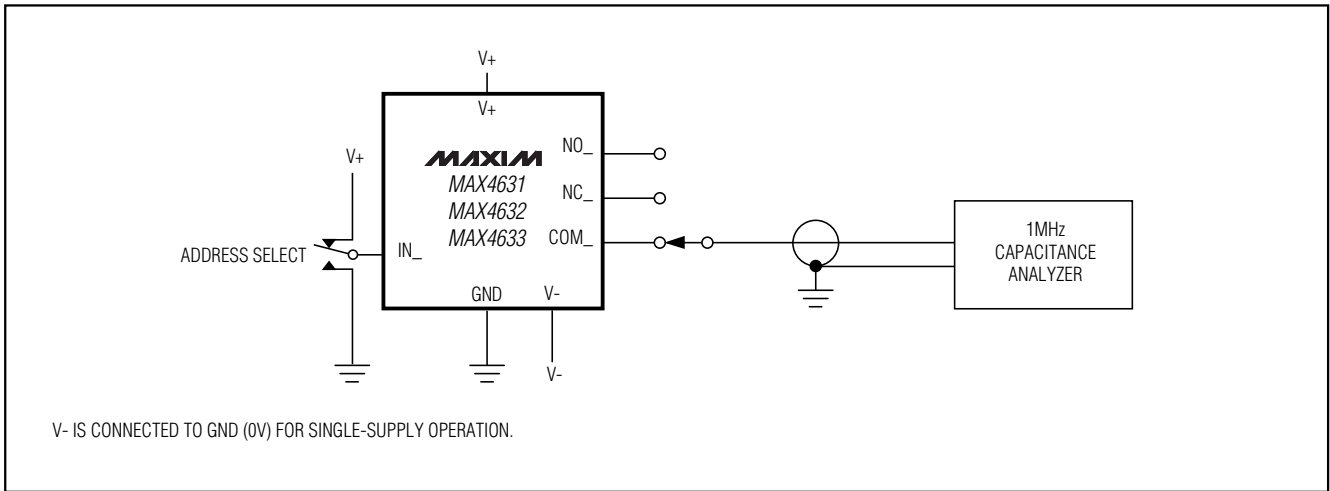 V+
V+
V+
MAXIM
MAX4631
MAX4632
MAX4633
NO_
NC_
COM_
ADDRESS SELECT
IN_
GND
V-
V-
1MHz
CAPACITANCE
ANALYZER
V- IS CONNECTED TO GND (0V) FOR SINGLE-SUPPLY OPERATION.